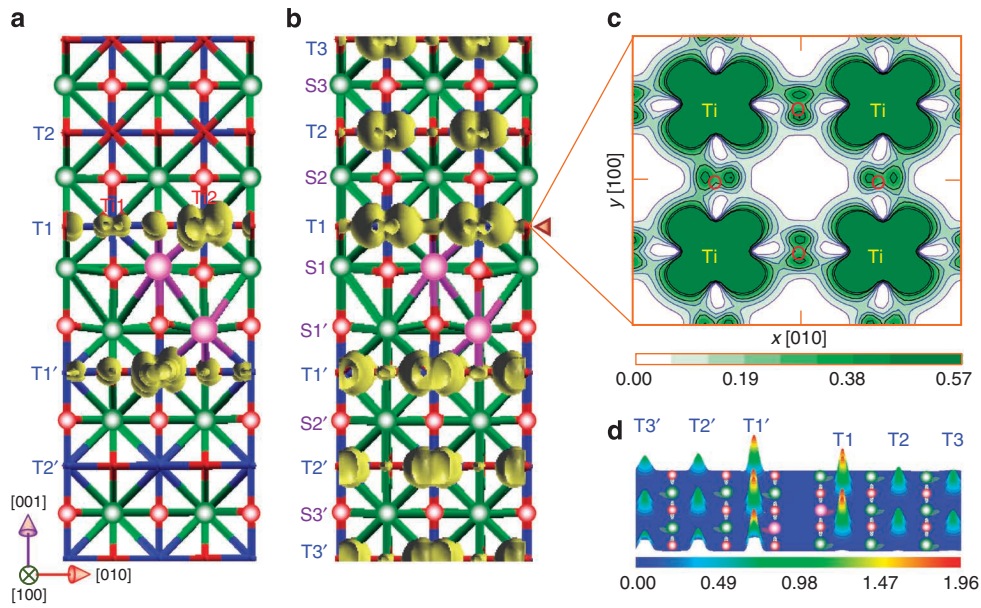 a
T2
T1 T2
T1
T1′
T2′
[001]
[010]
[100]
b
T3
S3
T2
S2
T1
S1
S1′
T1′
S2′
T2′
S3′
T3′
c
Ti Ti
Ti Ti
y [100]
x [010]
0.00 0.19 0.38 0.57
d
T3′ T2′ T1′ T1 T2 T3
0.00 0.49 0.98 1.47 1.96